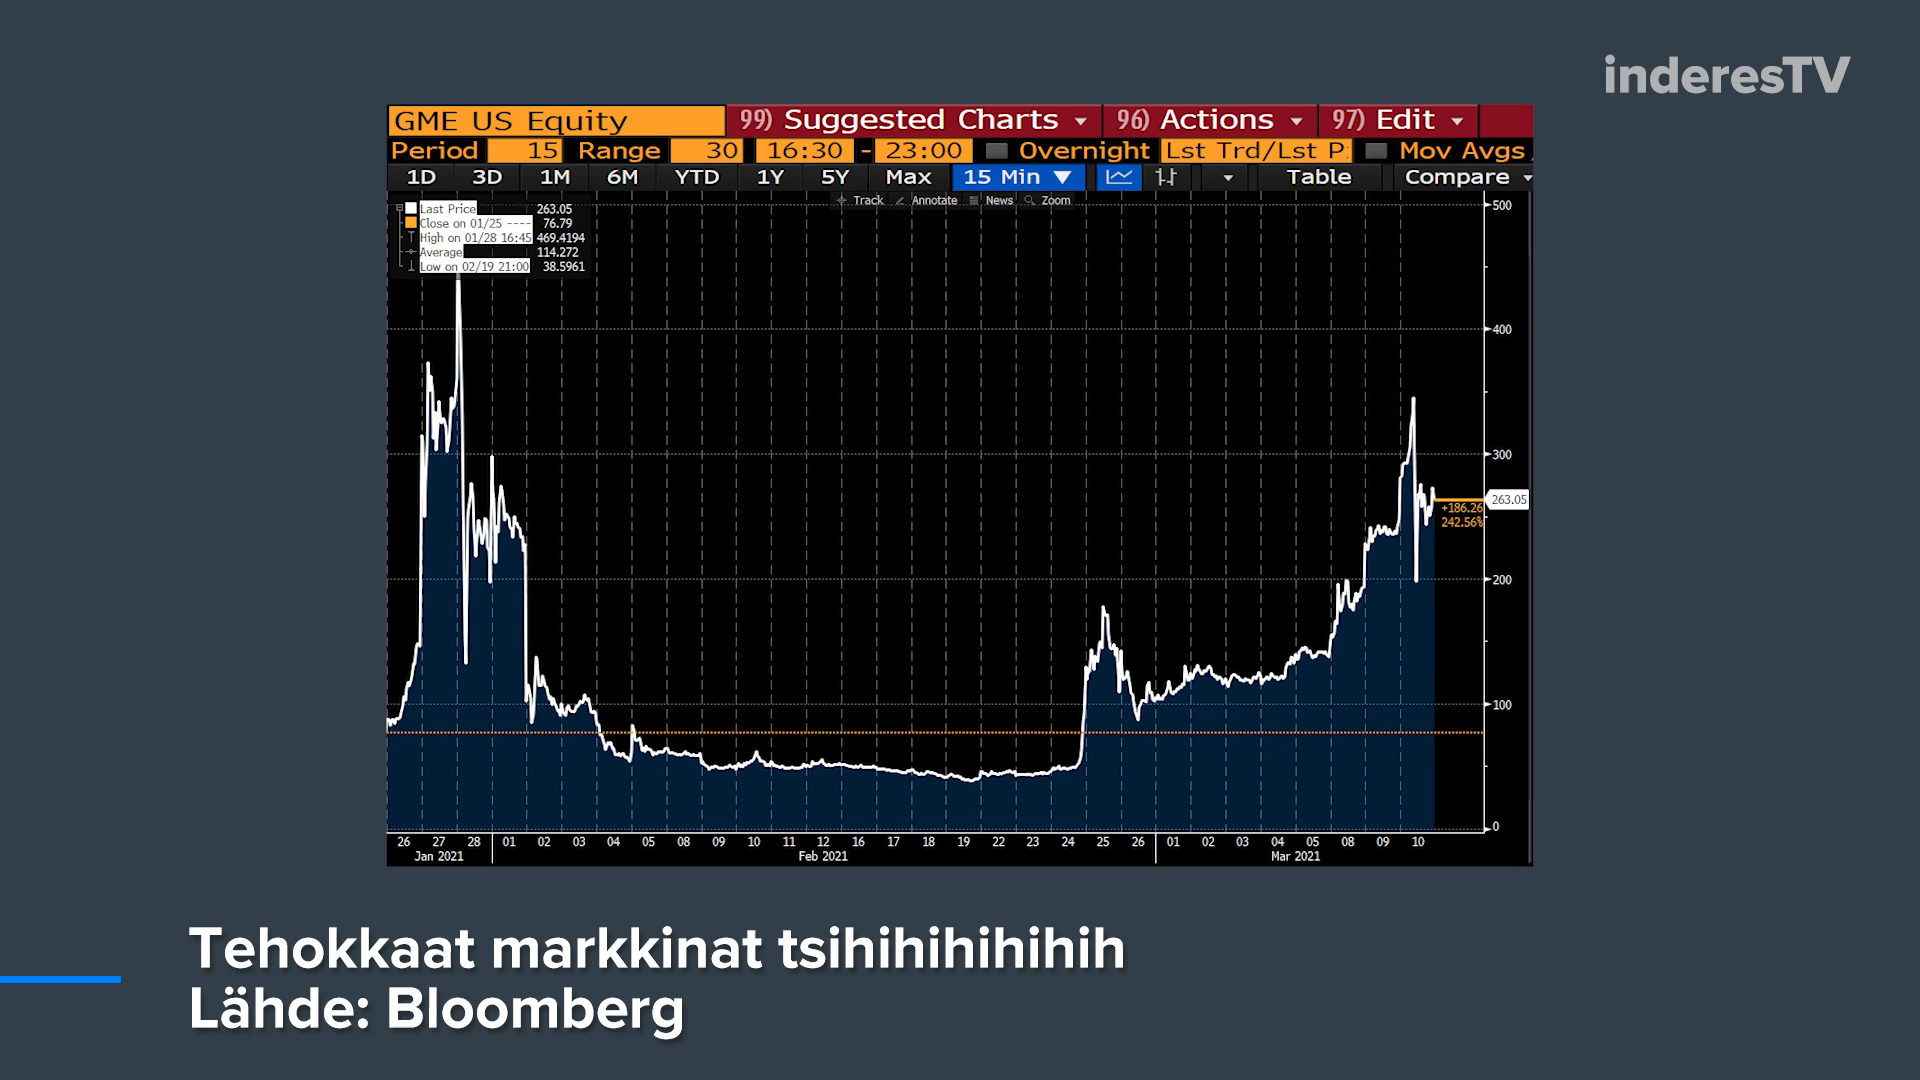 inderesTV
GME US Equity 99) Suggested Charts 96) Actions 97) Edit
Period 15 Range 30 16:30 - 23:00 Overnight Lst Trd/Lst P Mov Avgs
1D 3D 1M 6M YTD 1Y 5Y Max 15 Min Table Compare
Track Annotate News Zoom
Last Price 263.05
Close on 01/25 ---- 76.79
High on 01/28 16:45 469.4194
Average 114.272
Low on 02/19 21:00 38.5961
500
400
300
263.05
+186.26
242.56%
200
100
0
26 27 28 01 02 03 04 05 08 09 10 11 12 16 17 18 19 22 23 24 25 26 01 02 03 04 05 08 09 10
Jan 2021 Feb 2021 Mar 2021
Tehokkaat markkinat tsihihihihihih
Lähde: Bloomberg